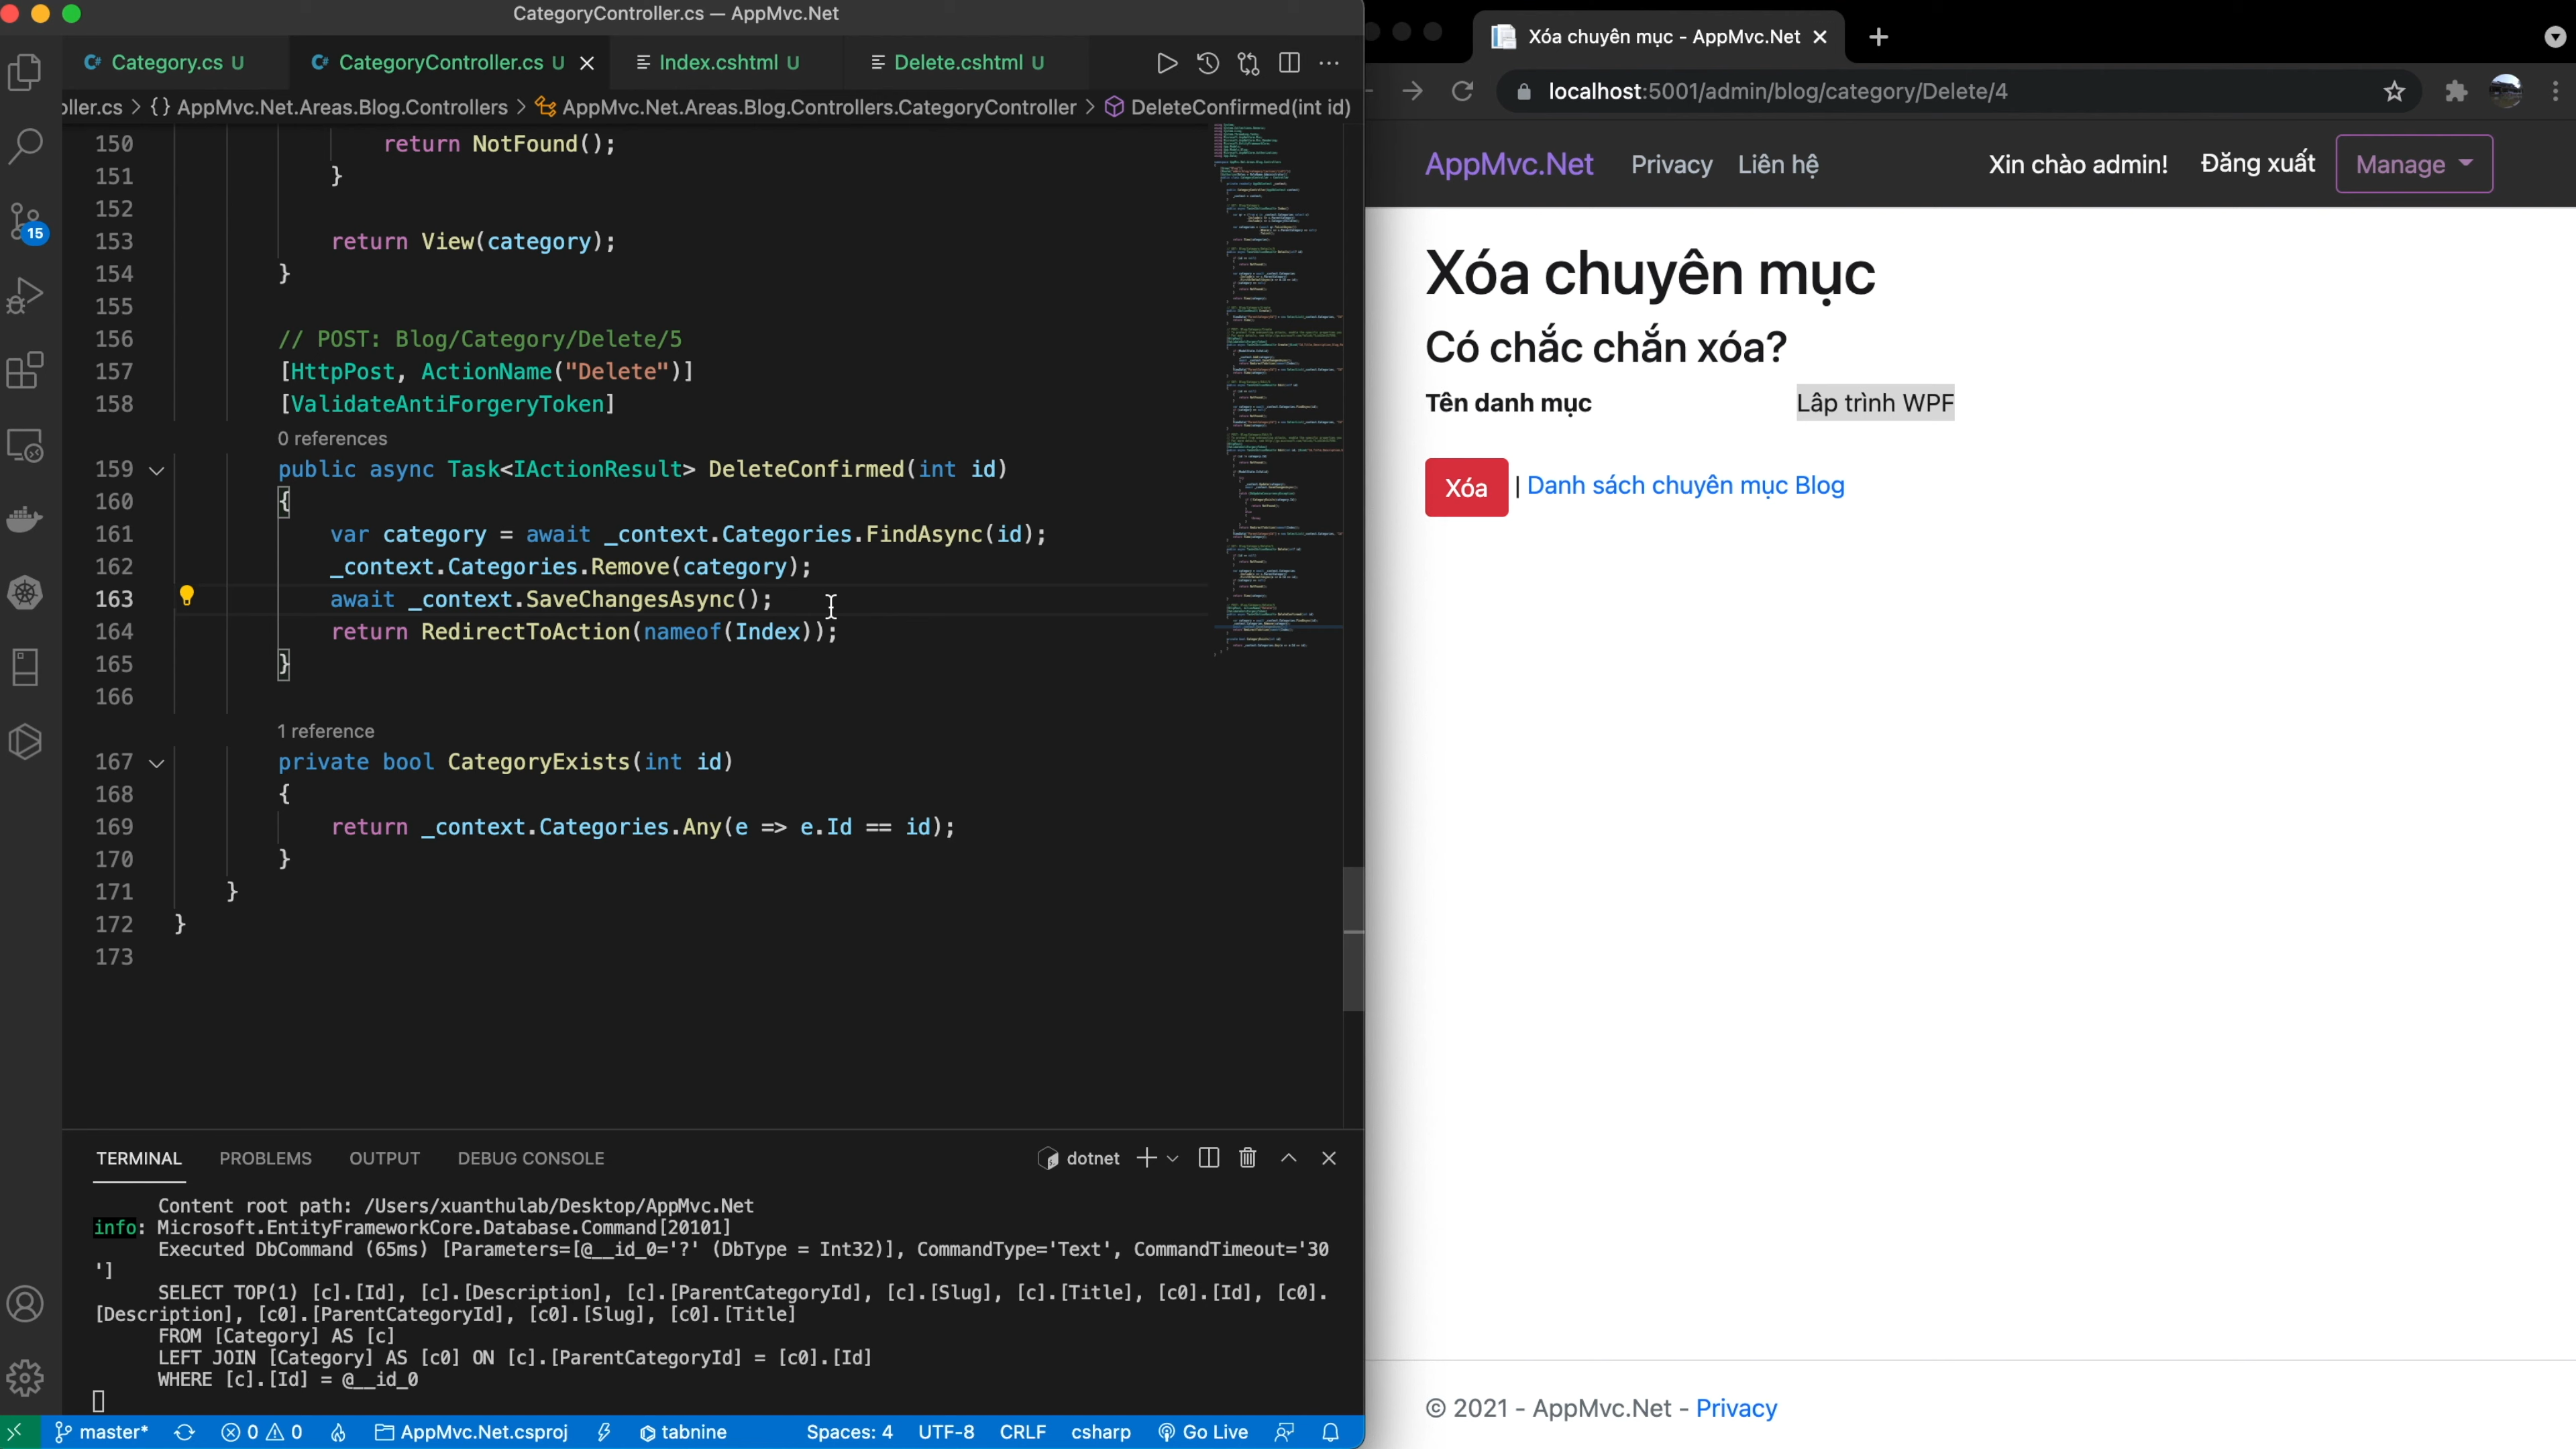 CategoryController.cs — AppMvc.Net
Category.cs U
CategoryController.cs U
Index.cshtml U
Delete.cshtml U
oller.cs > {} AppMvc.Net.Areas.Blog.Controllers > AppMvc.Net.Areas.Blog.Controllers.CategoryController > DeleteConfirmed(int id)
150 return NotFound();
151 }
152
153 return View(category);
154 }
155
156 // POST: Blog/Category/Delete/5
157 [HttpPost, ActionName("Delete")]
158 [ValidateAntiForgeryToken]
0 references
159 public async Task<IActionResult> DeleteConfirmed(int id)
160 {
161 var category = await _context.Categories.FindAsync(id);
162 _context.Categories.Remove(category);
163 await _context.SaveChangesAsync();
164 return RedirectToAction(nameof(Index));
165 }
166
1 reference
167 private bool CategoryExists(int id)
168 {
169 return _context.Categories.Any(e => e.Id == id);
170 }
171 }
172 }
173
15
TERMINAL PROBLEMS OUTPUT DEBUG CONSOLE dotnet
Content root path: /Users/xuanthulab/Desktop/AppMvc.Net
info: Microsoft.EntityFrameworkCore.Database.Command[20101]
Executed DbCommand (65ms) [Parameters=[@__id_0='?' (DbType = Int32)], CommandType='Text', CommandTimeout='30
']
SELECT TOP(1) [c].[Id], [c].[Description], [c].[ParentCategoryId], [c].[Slug], [c].[Title], [c0].[Id], [c0].
[Description], [c0].[ParentCategoryId], [c0].[Slug], [c0].[Title]
FROM [Category] AS [c]
LEFT JOIN [Category] AS [c0] ON [c].[ParentCategoryId] = [c0].[Id]
WHERE [c].[Id] = @__id_0
master* 0 0 AppMvc.Net.csproj tabnine Spaces: 4 UTF-8 CRLF csharp Go Live
Xóa chuyên mục - AppMvc.Net
localhost:5001/admin/blog/category/Delete/4
AppMvc.Net Privacy Liên hệ Xin chào admin! Đăng xuất Manage
Xóa chuyên mục
Có chắc chắn xóa?
Tên danh mục Lâp trình WPF
Xóa | Danh sách chuyên mục Blog
© 2021 - AppMvc.Net - Privacy